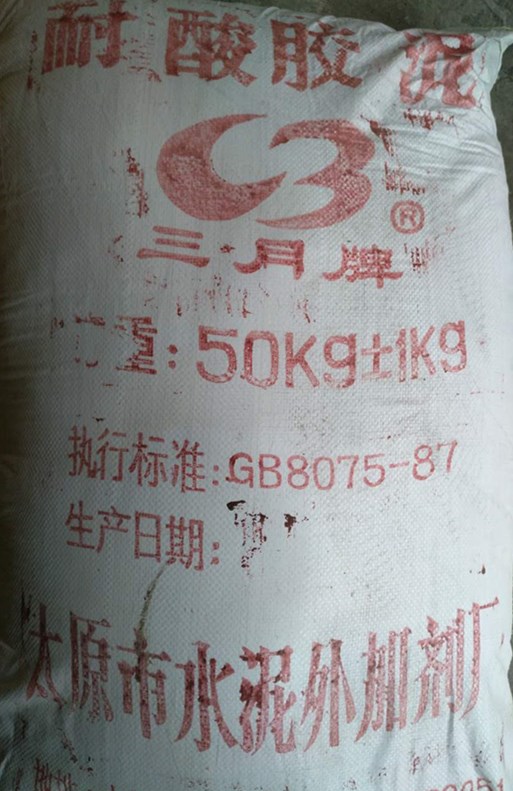 耐酸胶泥
C3
®
三·月牌
重:50Kg±1Kg
执行标准:GB8075-87
生产日期:
太原市水泥外加剂厂